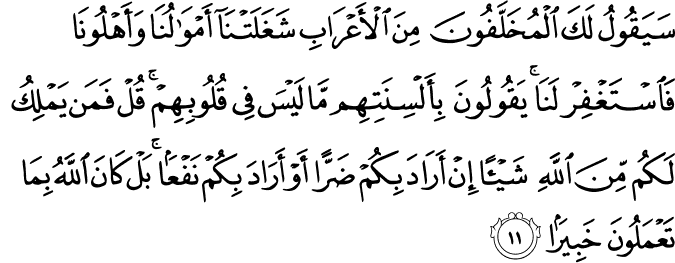 سَيَقُولُ لَكَ ٱلْمُخَلَّفُونَ مِنَ ٱلْأَعْرَابِ شَغَلَتْنَآ أَمْوَٰلُنَا وَأَهْلُونَا
فَٱسْتَغْفِرْ لَنَا ۚ يَقُولُونَ بِأَلْسِنَتِهِم مَّا لَيْسَ فِى قُلُوبِهِمْ ۚ قُلْ فَمَن يَمْلِكُ
لَكُم مِّنَ ٱللَّهِ شَيْـًٔا إِنْ أَرَادَ بِكُمْ ضَرًّا أَوْ أَرَادَ بِكُمْ نَفْعًۢا ۚ بَلْ كَانَ ٱللَّهُ بِمَا
تَعْمَلُونَ خَبِيرًۢا ١١